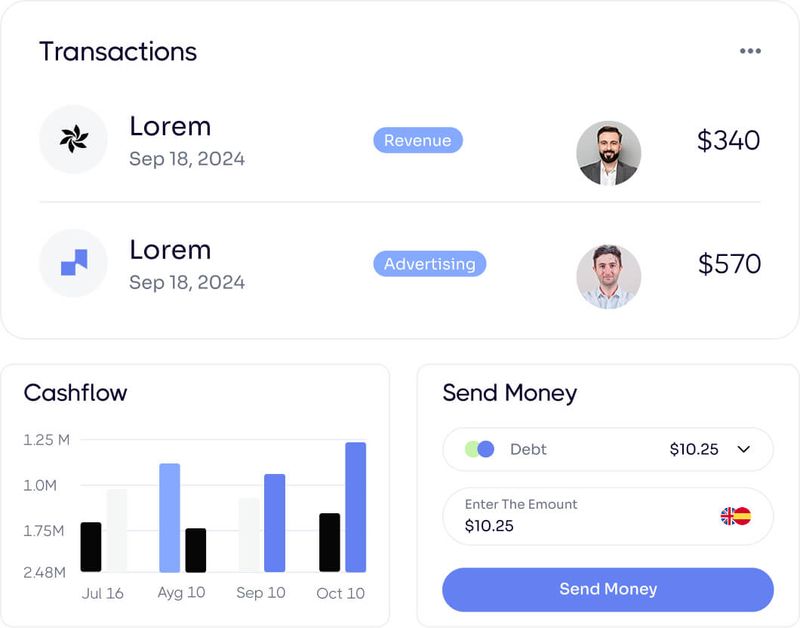 Transactions
Lorem
Sep 18, 2024
Revenue
$340
Lorem
Sep 18, 2024
Advertising
$570
Cashflow
1.25 M
1.0M
1.75M
2.48M
Jul 16
Ayg 10
Sep 10
Oct 10
Send Money
Debt
$10.25
Enter The Emount
$10.25
Send Money